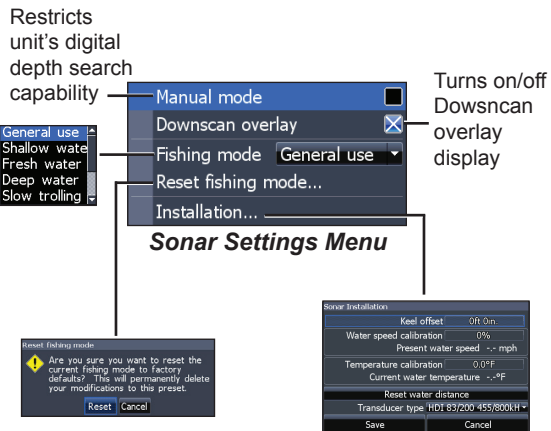 Restricts
unit's digital
depth search
capability
Manual mode
Downscan overlay
Fishing mode General use
Reset fishing mode...
Installation...
Turns on/off
Dowsncan
overlay
display
General use
Shallow wate
Fresh water
Deep water
Slow trolling
Sonar Settings Menu
Reset fishing mode
Are you sure you want to reset the
current fishing mode to factory
defaults? This will permanently delete
your modifications to this preset.
Reset Cancel
Sonar Installation
Keel offset 0ft 0in.
Water speed calibration 0%
Present water speed -.- mph
Temperature calibration 0.0°F
Current water temperature -.-°F
Reset water distance
Transducer type HDI 83/200 455/800kH
Save Cancel